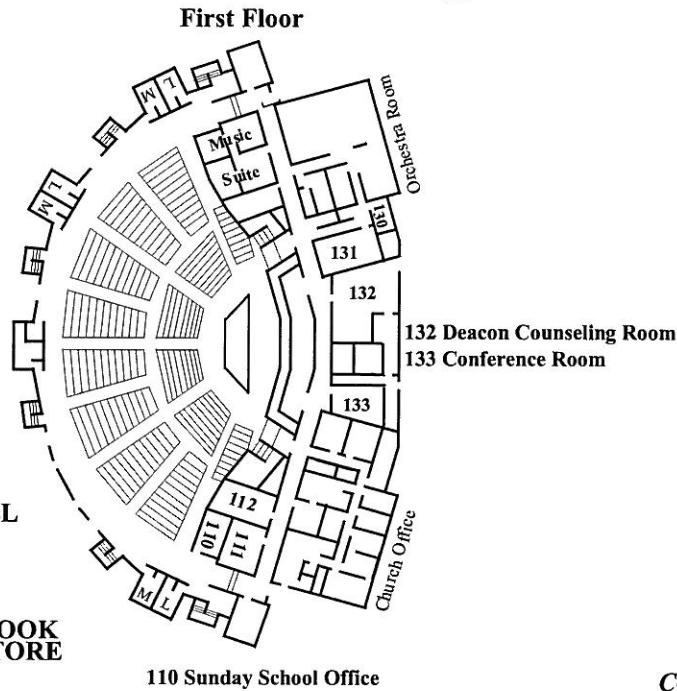 First Floor
L
M
Orchestra Room
Music
Suite
L
M
130
131
132
132 Deacon Counseling Room
133 Conference Room
133
112
110
111
Church Office
M
L
L
OOK
TORE
110 Sunday School Office
C